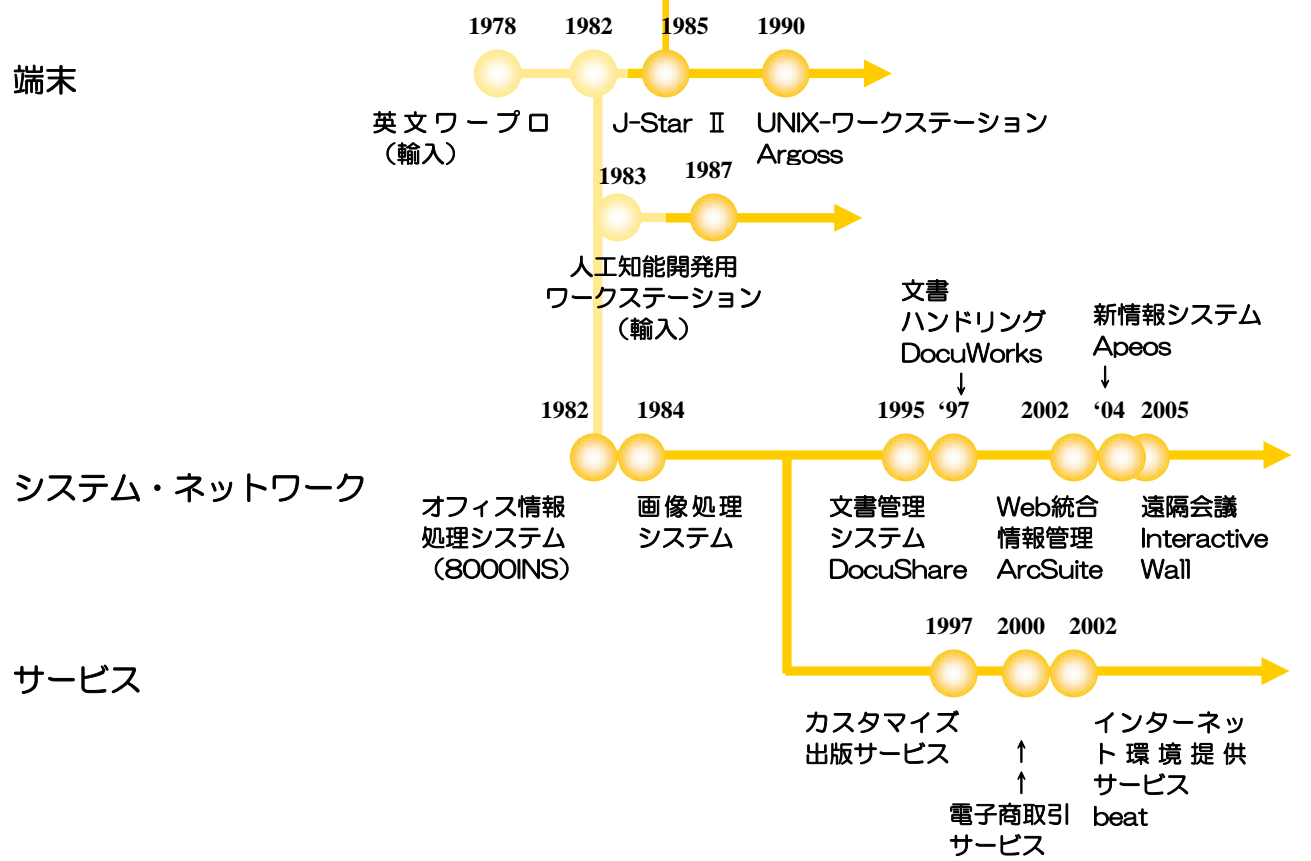 1978
1982
1985
1990
端末
英文ワープロ
（輸入）
J-Star Ⅱ
UNIX-ワークステーション
Argoss
1983
1987
人工知能開発用
ワークステーション
（輸入）
文書
ハンドリング
DocuWorks
↓
新情報システム
Apeos
↓
1982
1984
1995
‘97
2002
‘04
2005
システム・ネットワーク
オフィス情報
処理システム
（8000INS）
画像処理
システム
文書管理
システム
DocuShare
Web統合
情報管理
ArcSuite
遠隔会議
Interactive
Wall
1997
2000
2002
サービス
カスタマイズ
出版サービス
↑
↑
電子商取引
サービス
インターネッ
ト環境提供
サービス
beat